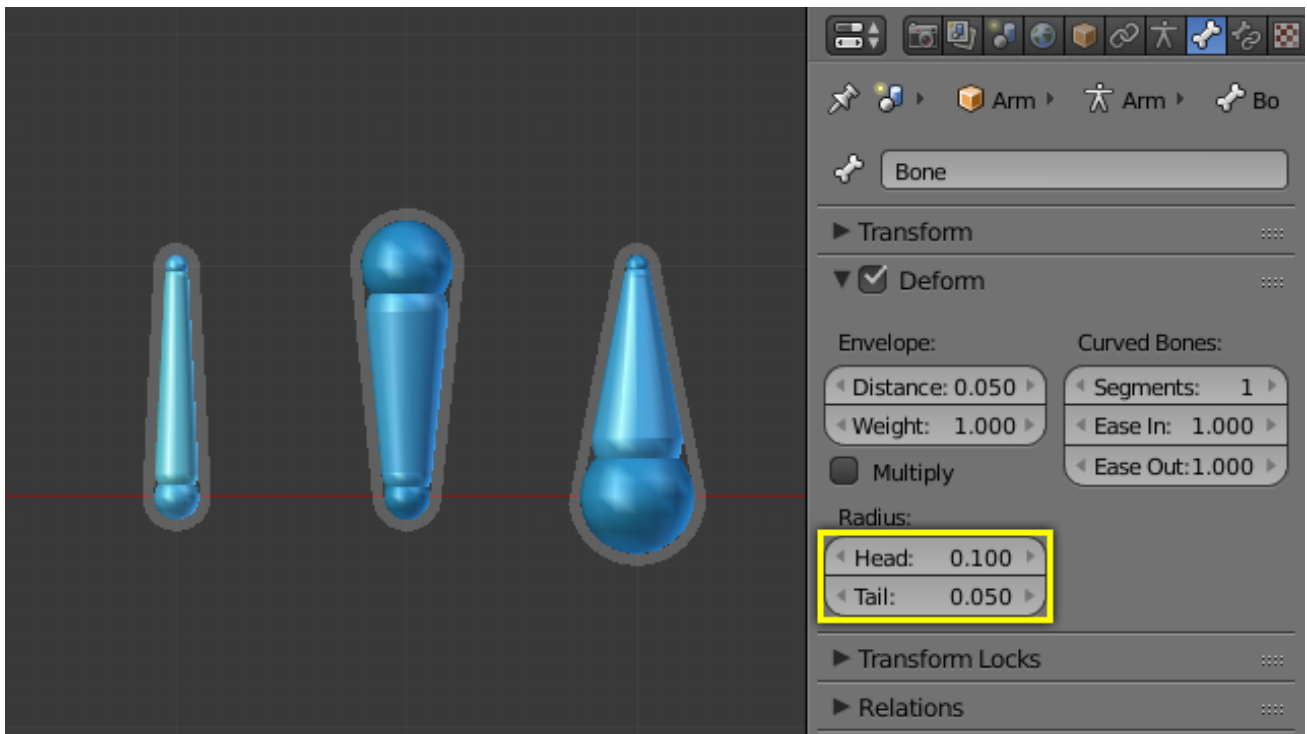 Arm Arm Bo
Bone
Transform
Deform
Envelope: Curved Bones:
Distance: 0.050 Segments: 1
Weight: 1.000 Ease In: 1.000
Multiply Ease Out:1.000
Radius:
Head: 0.100
Tail: 0.050
Transform Locks
Relations